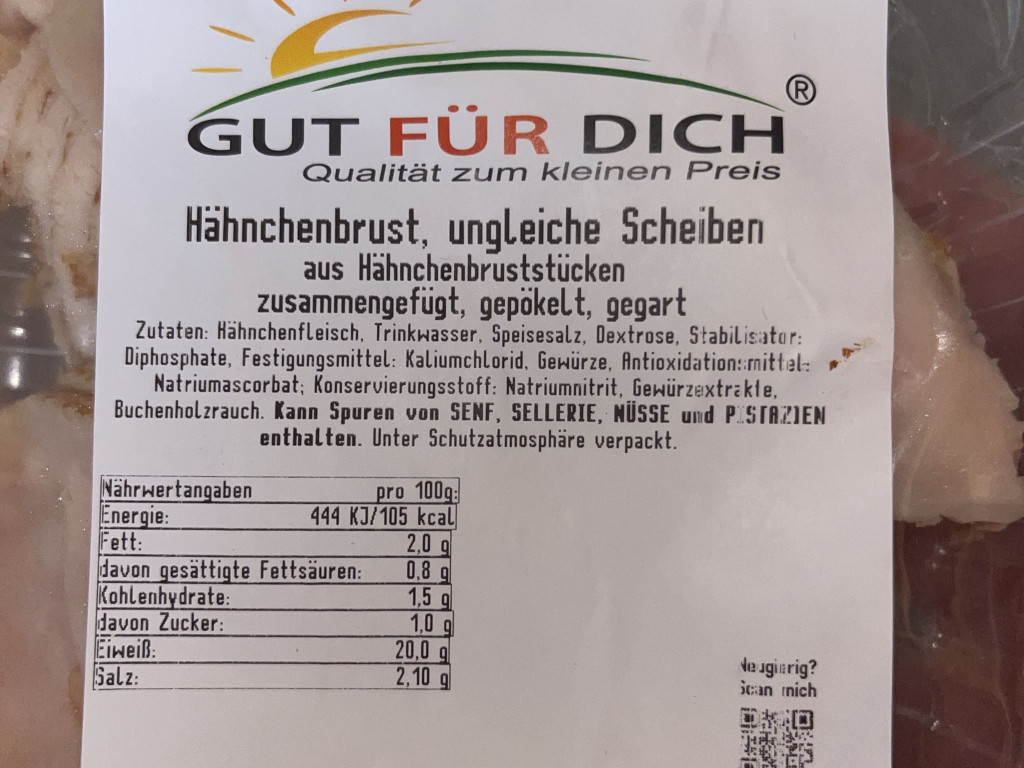 ®
GUT FÜR DICH
Qualität zum kleinen Preis
Hähnchenbrust, ungleiche Scheiben
aus Hähnchenbruststücken
zusammengefügt, gepökelt, gegart
Zutaten: Hähnchenfleisch, Trinkwasser, Speisesalz, Dextrose, Stabilisator:
Diphosphate, Festigungsmittel: Kaliumchlorid, Gewürze, Antioxidationsmittel:
Natriumascorbat; Konservierungsstoff: Natriumnitrit, Gewürzextrakte,
Buchenholzrauch. Kann Spuren von SENF, SELLERIE, NÜSSE und PISTAZIEN
enthalten. Unter Schutzatmosphäre verpackt.
Nährwertangaben pro 100g:
Energie: 444 KJ/105 kcal
Fett: 2,0 g
davon gesättigte Fettsäuren: 0,8 g
Kohlenhydrate: 1,5 g
davon Zucker: 1,0 g
Eiweiß: 20,0 g
Salz: 2,10 g
Neugierig?
Scan mich